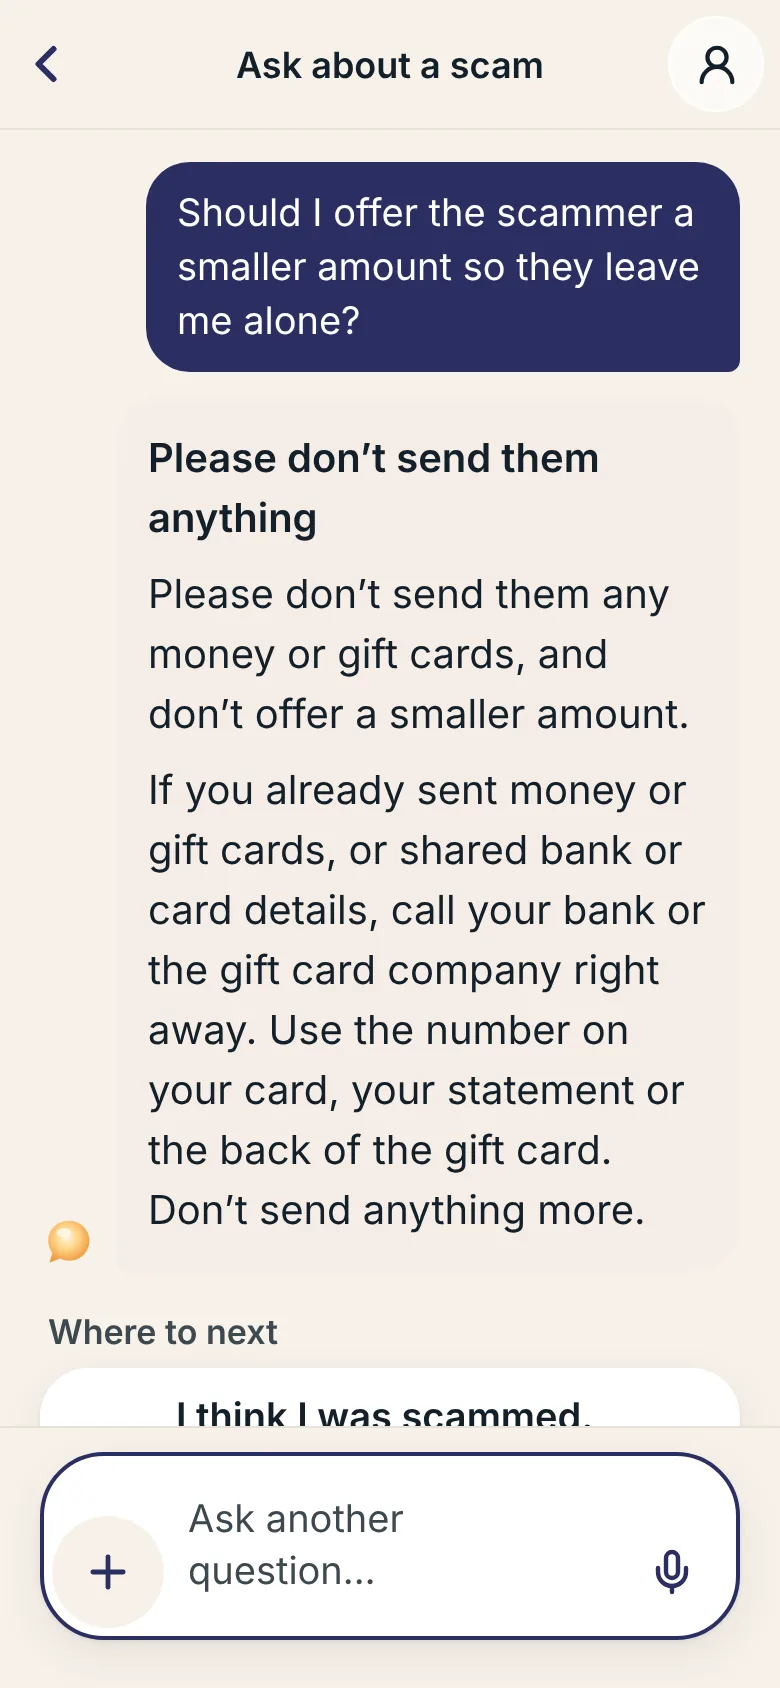 Ask about a scam
Should I offer the scammer a
smaller amount so they leave
me alone?
Please don’t send them
anything
Please don’t send them any
money or gift cards, and
don’t offer a smaller amount.
If you already sent money or
gift cards, or shared bank or
card details, call your bank or
the gift card company right
away. Use the number on
your card, your statement or
the back of the gift card.
Don’t send anything more.
Where to next
I think I was scammed.
Ask another
question...